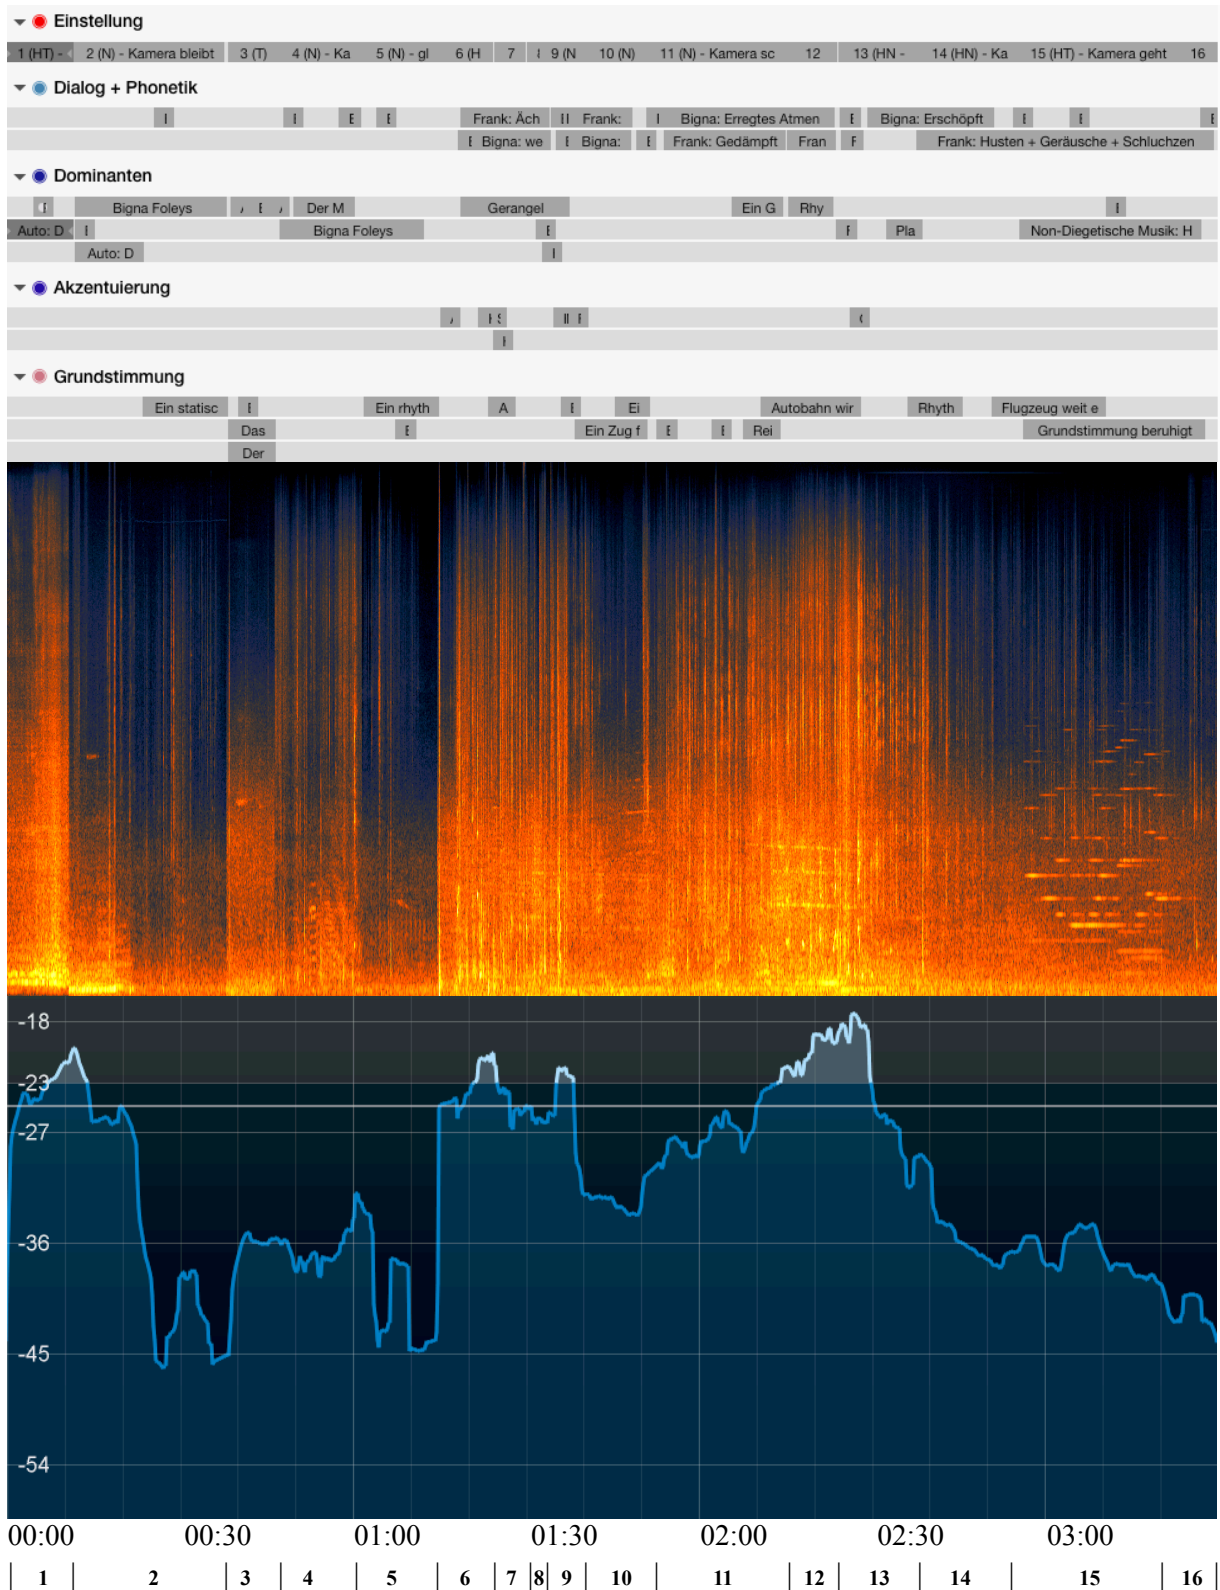 Einstellung
1 (HT) - 2 (N) - Kamera bleibt 3 (T) 4 (N) - Ka 5 (N) - gl 6 (H 7 9 (N 10 (N) 11 (N) - Kamera sc 12 13 (HN - 14 (HN) - Ka 15 (HT) - Kamera geht 16
Dialog + Phonetik
Frank: Äch Frank: Bigna: Erregtes Atmen Bigna: Erschöpft
Bigna: we Bigna: Frank: Gedämpft Fran Frank: Husten + Geräusche + Schluchzen
Dominanten
Bigna Foleys Der M Gerangel Ein G Rhy
Auto: D Bigna Foleys Pla Non-Diegetische Musik: H
Auto: D
Akzentuierung
Grundstimmung
Ein statisc Ein rhyth A Ei Autobahn wir Rhyth Flugzeug weit e
Das Ein Zug f Rei Grundstimmung beruhigt
Der
-18
-23
-27
-36
-45
-54
00:00 00:30 01:00 01:30 02:00 02:30 03:00
1 2 3 4 5 6 7 8 9 10 11 12 13 14 15 16